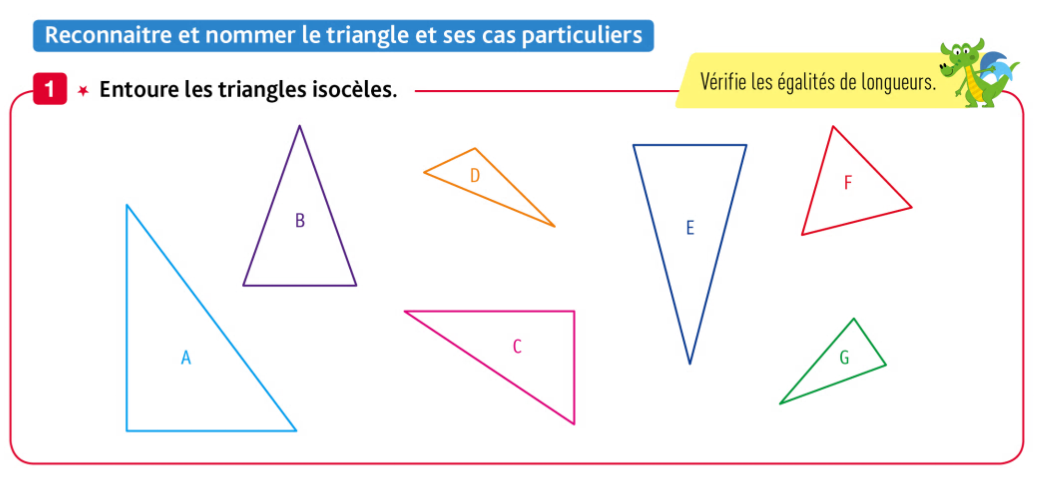 Reconnaitre et nommer le triangle et ses cas particuliers
Vérifie les égalités de longueurs.
1 ★ Entoure les triangles isocèles.
A
B
C
D
E
F
G